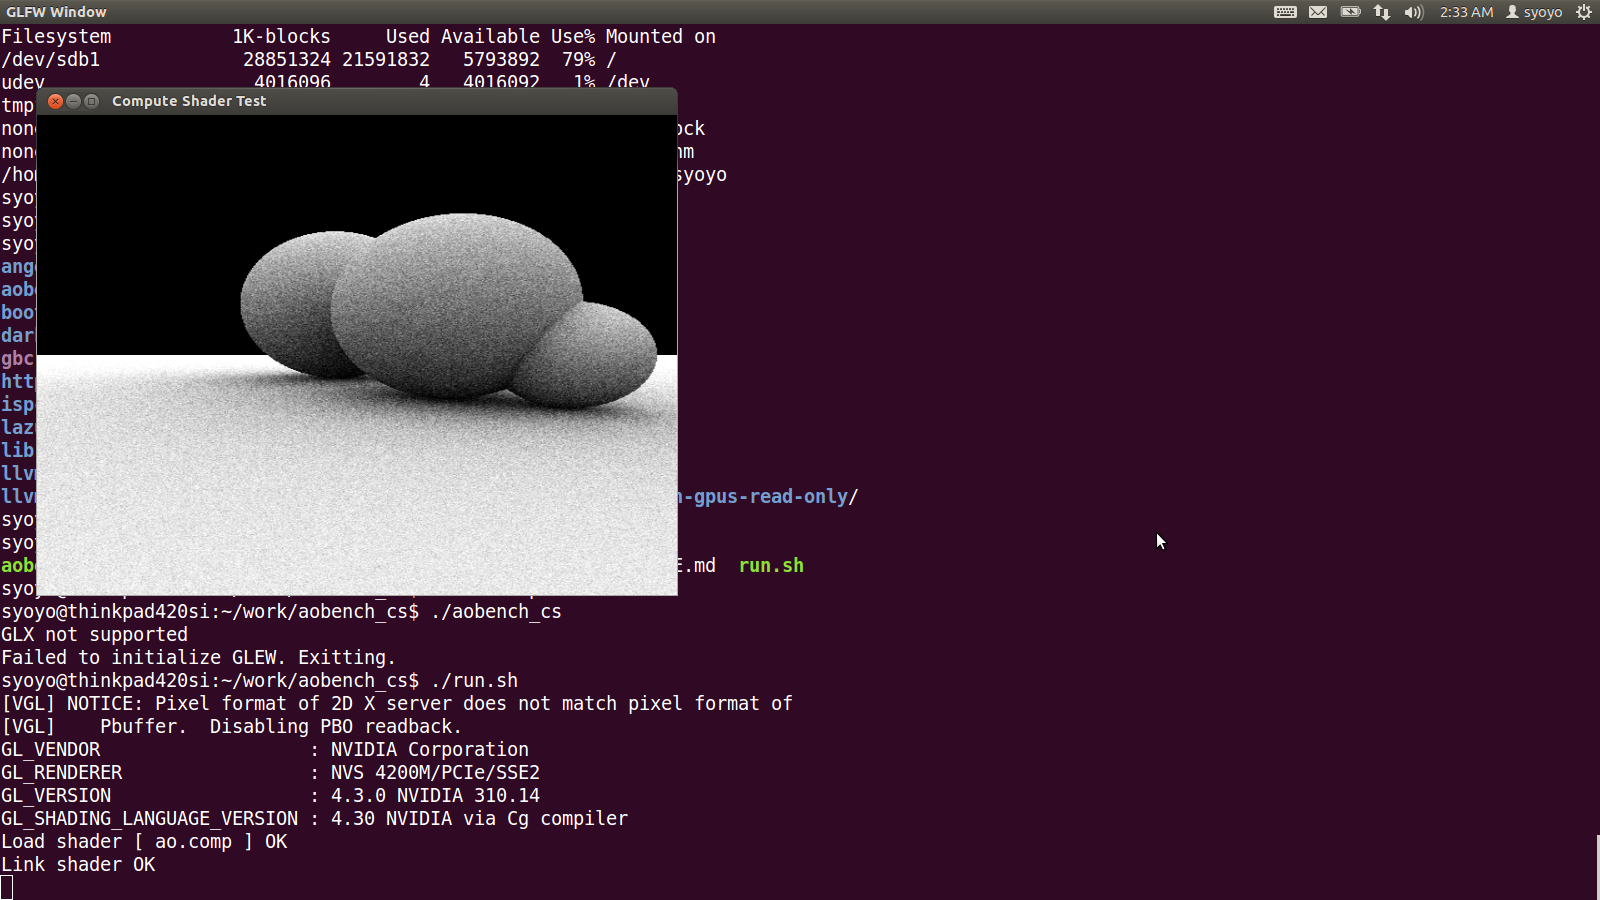 GLFW Window
2:33 AM syoyo
Filesystem 1K-blocks Used Available Use% Mounted on
/dev/sdb1 28851324 21591832 5793892 79% /
udev 4016096 4 4016092 1% /dev
Compute Shader Test
tmp
non ock
non hm
/hom syoyo
syo
syo
syo
ang
aob
boo
dar
gbc
htt
isp
laz
lib
llv
llv n-gpus-read-only/
syo
syo
aob E.md run.sh
syo
syoyo@thinkpad420si:~/work/aobench_cs$ ./aobench_cs
GLX not supported
Failed to initialize GLEW. Exitting.
syoyo@thinkpad420si:~/work/aobench_cs$ ./run.sh
[VGL] NOTICE: Pixel format of 2D X server does not match pixel format of
[VGL] Pbuffer. Disabling PBO readback.
GL_VENDOR : NVIDIA Corporation
GL_RENDERER : NVS 4200M/PCIe/SSE2
GL_VERSION : 4.3.0 NVIDIA 310.14
GL_SHADING_LANGUAGE_VERSION : 4.30 NVIDIA via Cg compiler
Load shader [ ao.comp ] OK
Link shader OK